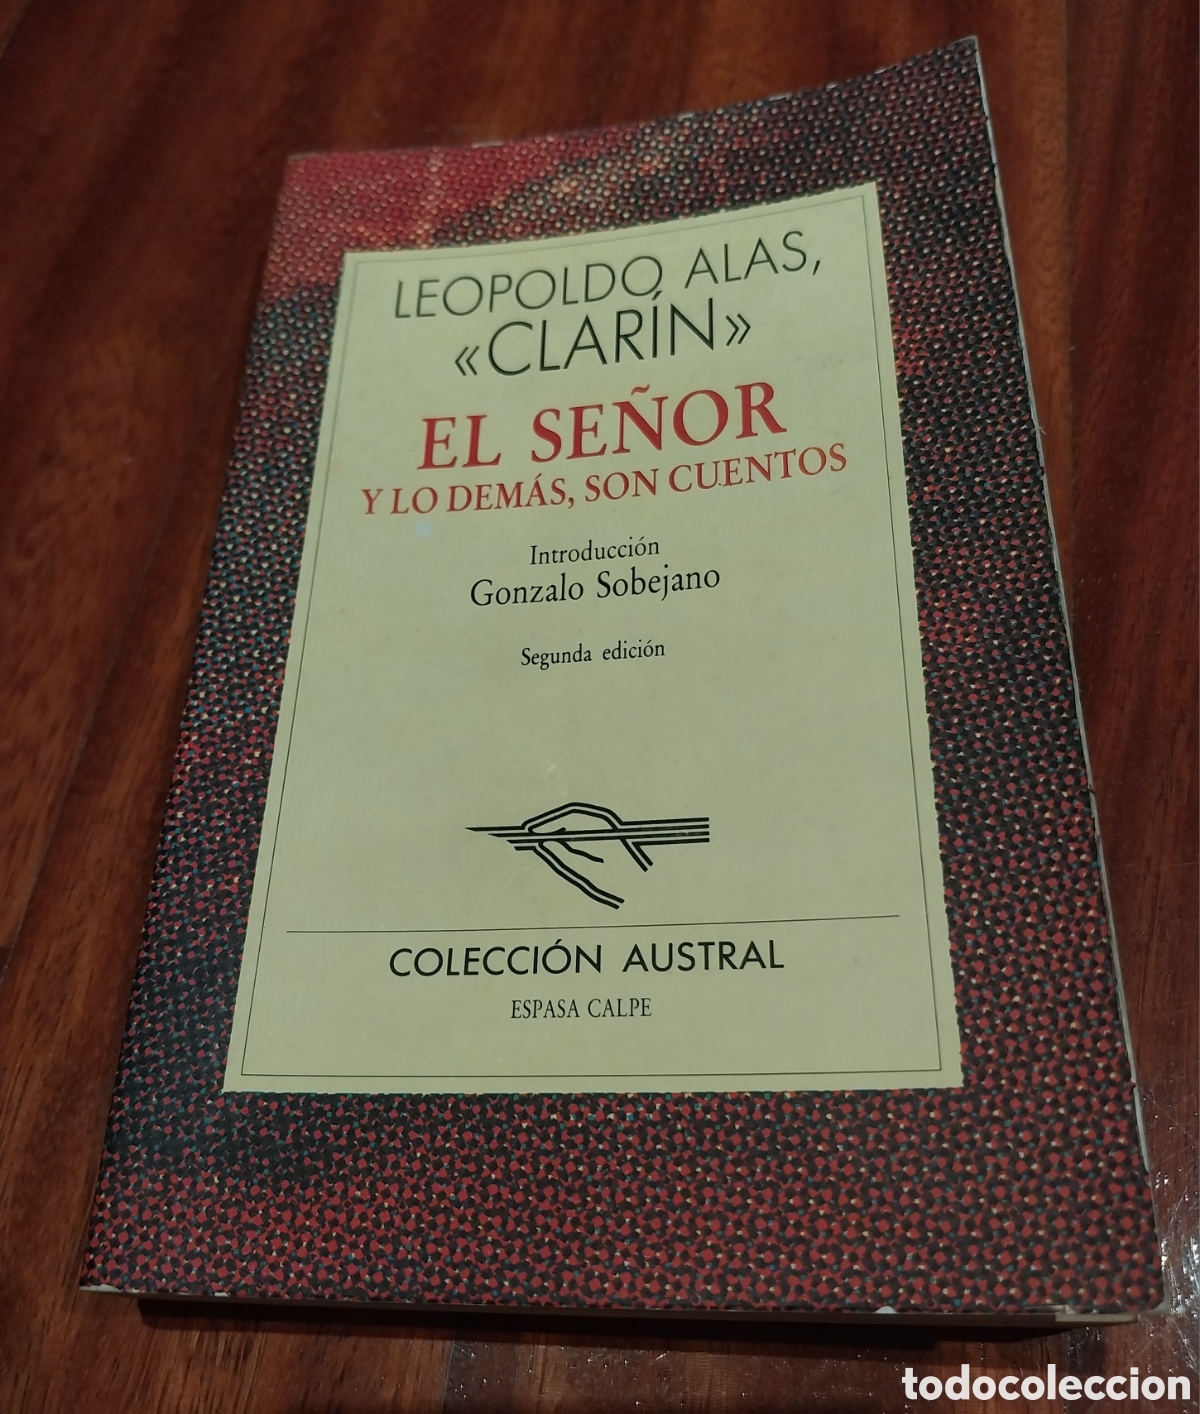 LEOPOLDO ALAS,
«CLARÍN»
EL SEÑOR
Y LO DEMÁS, SON CUENTOS
Introducción
Gonzalo Sobejano
Segunda edición
COLECCIÓN AUSTRAL
ESPASA CALPE
todocoleccion